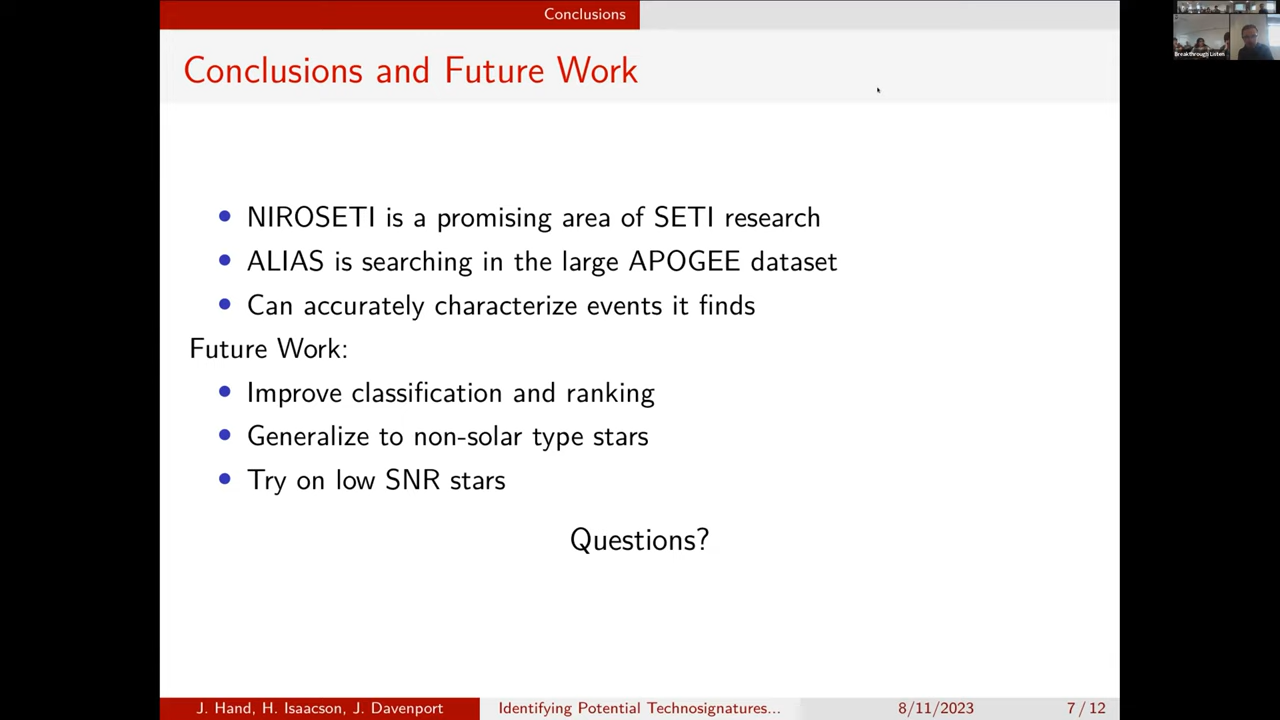 Conclusions
Conclusions and Future Work
Breakthrough Listen
• NIROSETI is a promising area of SETI research
• ALIAS is searching in the large APOGEE dataset
• Can accurately characterize events it finds
Future Work:
• Improve classification and ranking
• Generalize to non-solar type stars
• Try on low SNR stars
Questions?
J. Hand, H. Isaacson, J. Davenport
Identifying Potential Technosignatures...
8/11/2023
7 / 12